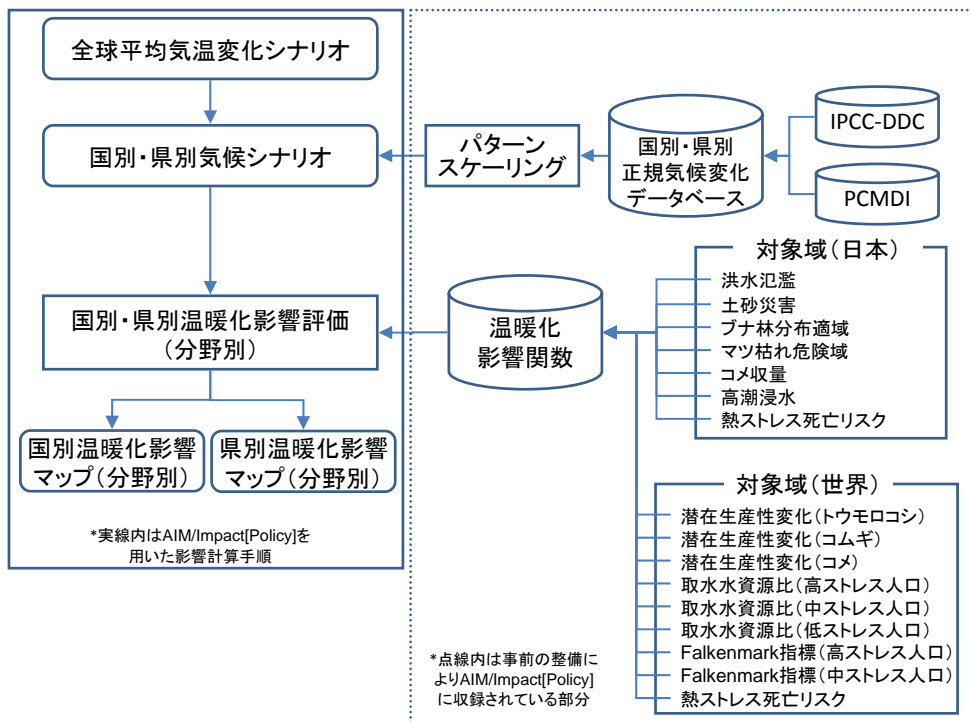 全球平均気温変化シナリオ
国別・県別気候シナリオ
国別・県別温暖化影響評価
(分野別)
国別温暖化影響
マップ(分野別)
県別温暖化影響
マップ(分野別)
*実線内はAIM/Impact[Policy]を
用いた影響計算手順
パターン
スケーリング
国別・県別
正規気候変化
データベース
IPCC-DDC
PCMDI
温暖化
影響関数
対象域(日本)
洪水氾濫
土砂災害
ブナ林分布適域
マツ枯れ危険域
コメ収量
高潮浸水
熱ストレス死亡リスク
対象域(世界)
潜在生産性変化(トウモロコシ)
潜在生産性変化(コムギ)
潜在生産性変化(コメ)
取水水資源比(高ストレス人口)
取水水資源比(中ストレス人口)
取水水資源比(低ストレス人口)
Falkenmark指標(高ストレス人口)
Falkenmark指標(中ストレス人口)
熱ストレス死亡リスク
*点線内は事前の整備に
よりAIM/Impact[Policy]
に収録されている部分